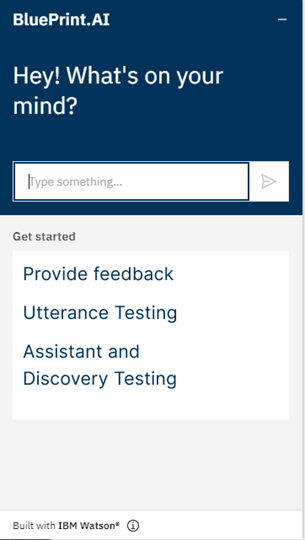 BluePrint.AI
Hey! What's on your
mind?
Type something...
Get started
Provide feedback
Utterance Testing
Assistant and
Discovery Testing
Built with IBM Watson®